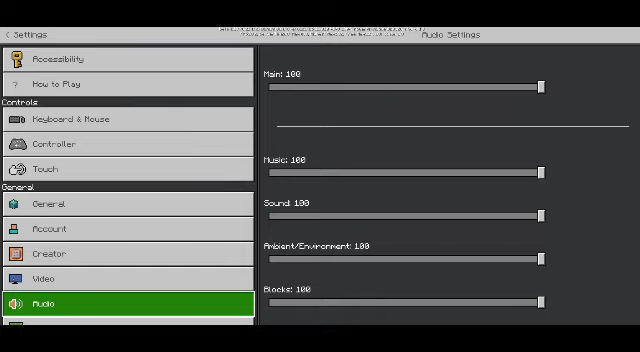 < Settings
Audio Settings
Accessibility
? How to Play
Controls
Keyboard & Mouse
Controller
Touch
General
General
Account
Creator
Video
Audio
Main: 100
Music: 100
Sound: 100
Ambient/Environment: 100
Blocks: 100